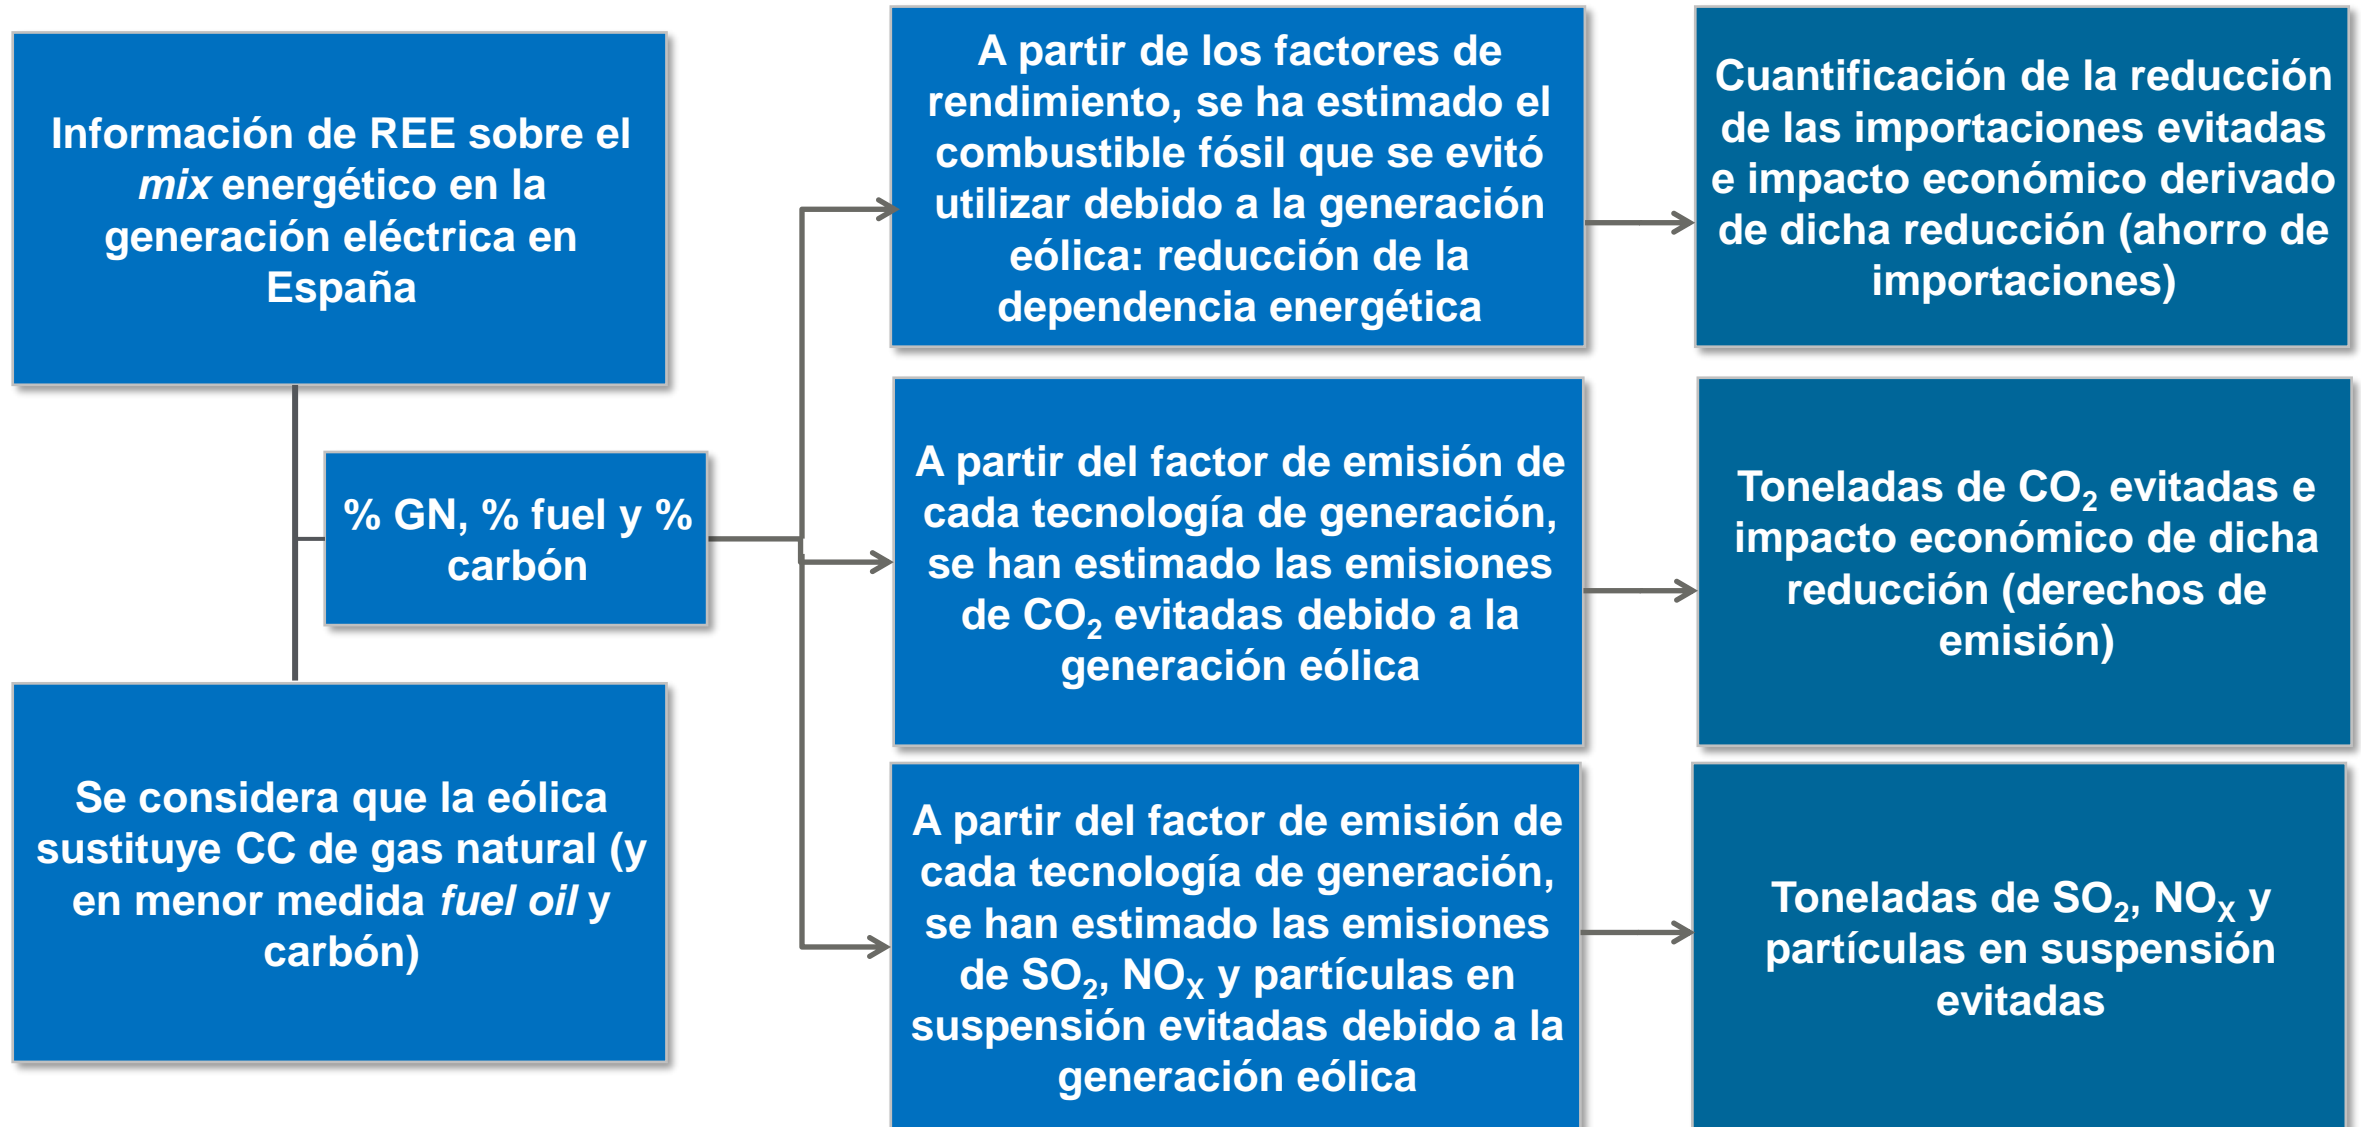 Información de REE sobre el
mix energético en la
generación eléctrica en
España
% GN, % fuel y %
carbón
Se considera que la eólica
sustituye CC de gas natural (y
en menor medida fuel oil y
carbón)
A partir de los factores de
rendimiento, se ha estimado el
combustible fósil que se evitó
utilizar debido a la generación
eólica: reducción de la
dependencia energética
Cuantificación de la reducción
de las importaciones evitadas
e impacto económico derivado
de dicha reducción (ahorro de
importaciones)
A partir del factor de emisión de
cada tecnología de generación,
se han estimado las emisiones
de CO₂ evitadas debido a la
generación eólica
Toneladas de CO₂ evitadas e
impacto económico de dicha
reducción (derechos de
emisión)
A partir del factor de emisión de
cada tecnología de generación,
se han estimado las emisiones
de SO₂, NOX y partículas en
suspensión evitadas debido a la
generación eólica
Toneladas de SO₂, NOX y
partículas en suspensión
evitadas